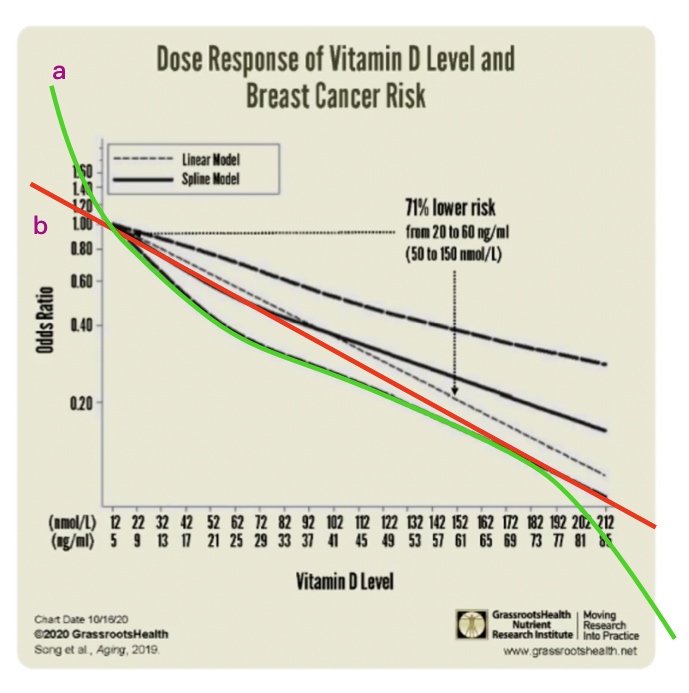 a
Dose Response of Vitamin D Level and
Breast Cancer Risk
Linear Model
Spline Model
1.60
1.40
1.20
b
1.00
0.80
0.60
0.40
0.20
Odds Ratio
71% lower risk
from 20 to 60 ng/ml
(50 to 150 nmol/L)
(nmol/L) 12 22 32 42 52 62 72 82 92 102 112 122 132 142 152 162 172 182 192 202 212
(ng/ml) 5 9 13 17 21 25 29 33 37 41 45 49 53 57 61 65 69 73 77 81 85
Vitamin D Level
Chart Date 10/16/20
©2020 GrassrootsHealth
Song et al., Aging, 2019.
GrassrootsHealth
Nutrient
Research Institute
Moving
Research
Into Practice
www.grassrootshealth.net